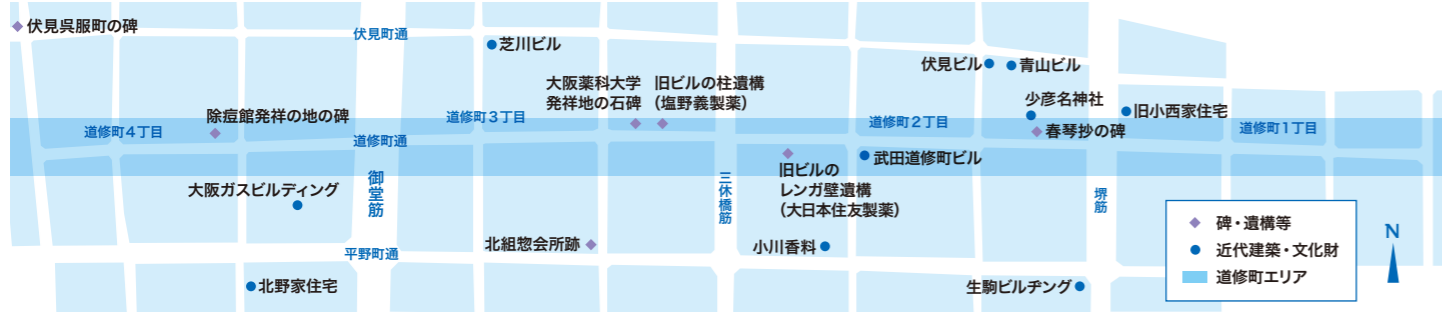 伏見呉服町の碑
伏見町通
芝川ビル
伏見ビル
青山ビル
大阪薬科大学
発祥地の石碑
旧ビルの柱遺構
（塩野義製薬）
少彦名神社
旧小西家住宅
除痘館発祥の地の碑
道修町4丁目
道修町3丁目
道修町2丁目
春琴抄の碑
道修町1丁目
道修町通
武田道修町ビル
旧ビルの
レンガ壁遺構
（大日本住友製薬）
大阪ガスビルディング
御堂筋
三休橋筋
堺筋
北組惣会所跡
小川香料
平野町通
北野家住宅
生駒ビルヂング
碑・遺構等
近代建築・文化財
道修町エリア
N